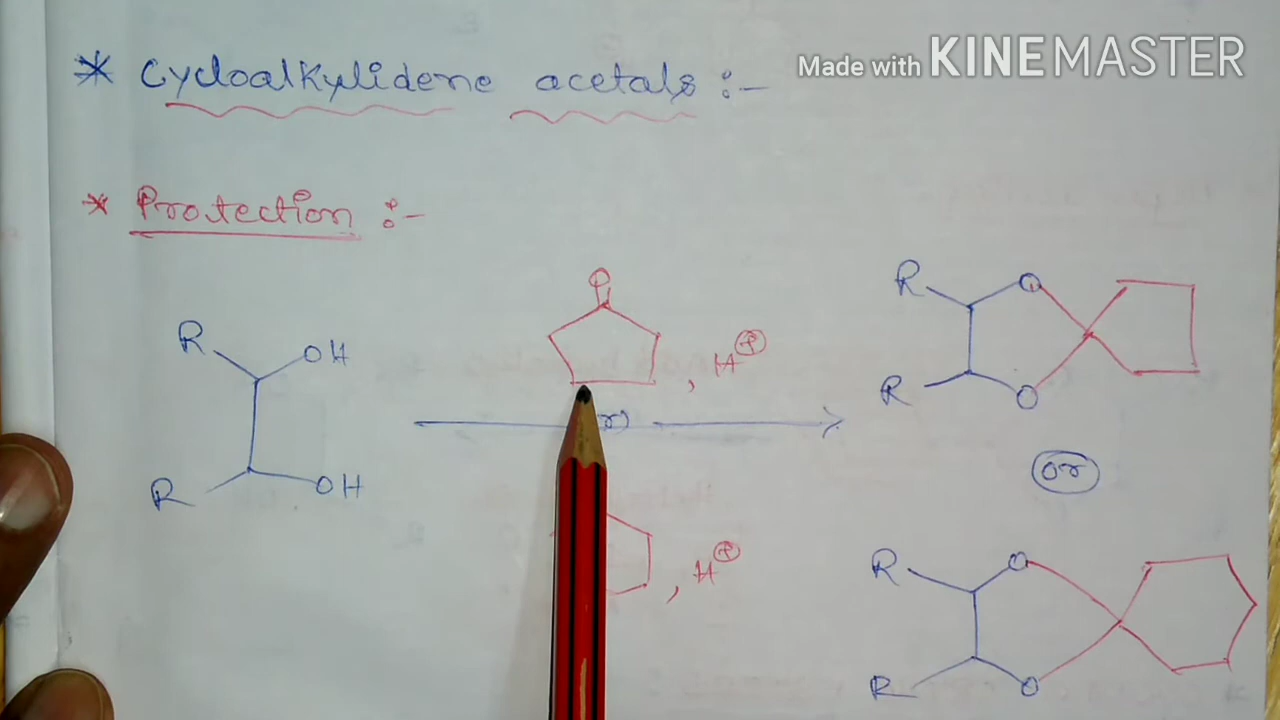 * Cycloalkylidene acetals :-
Made with KINEMASTER
* Protection :-
R OH
R OH
O
, H⊕
, H⊕
R O
R O
or
R O
R O